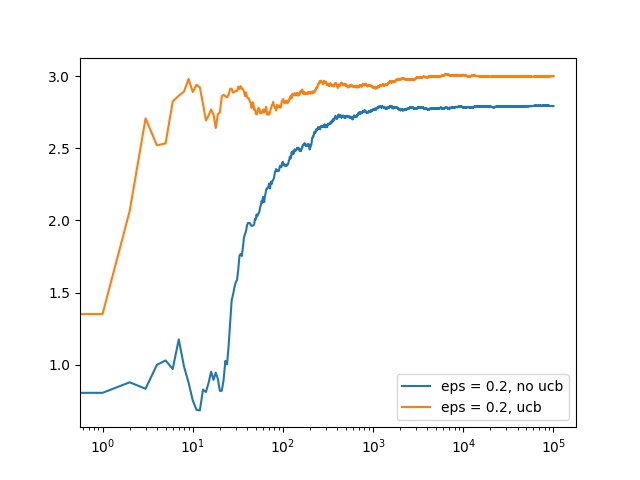 3.0
2.5
2.0
1.5
1.0
eps = 0.2, no ucb
eps = 0.2, ucb
10⁰ 10¹ 10² 10³ 10⁴ 10⁵